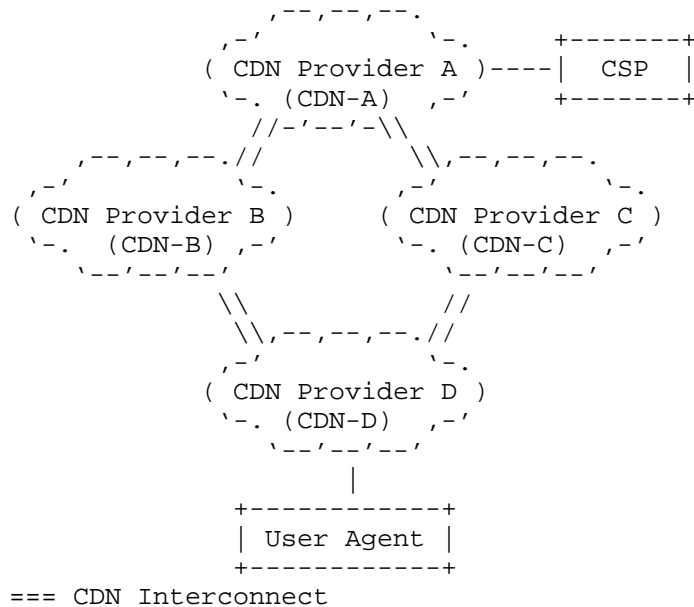 CDN Provider A
CSP
(CDN-A)
CDN Provider B
CDN Provider C
(CDN-B)
(CDN-C)
CDN Provider D
(CDN-D)
User Agent
=== CDN Interconnect